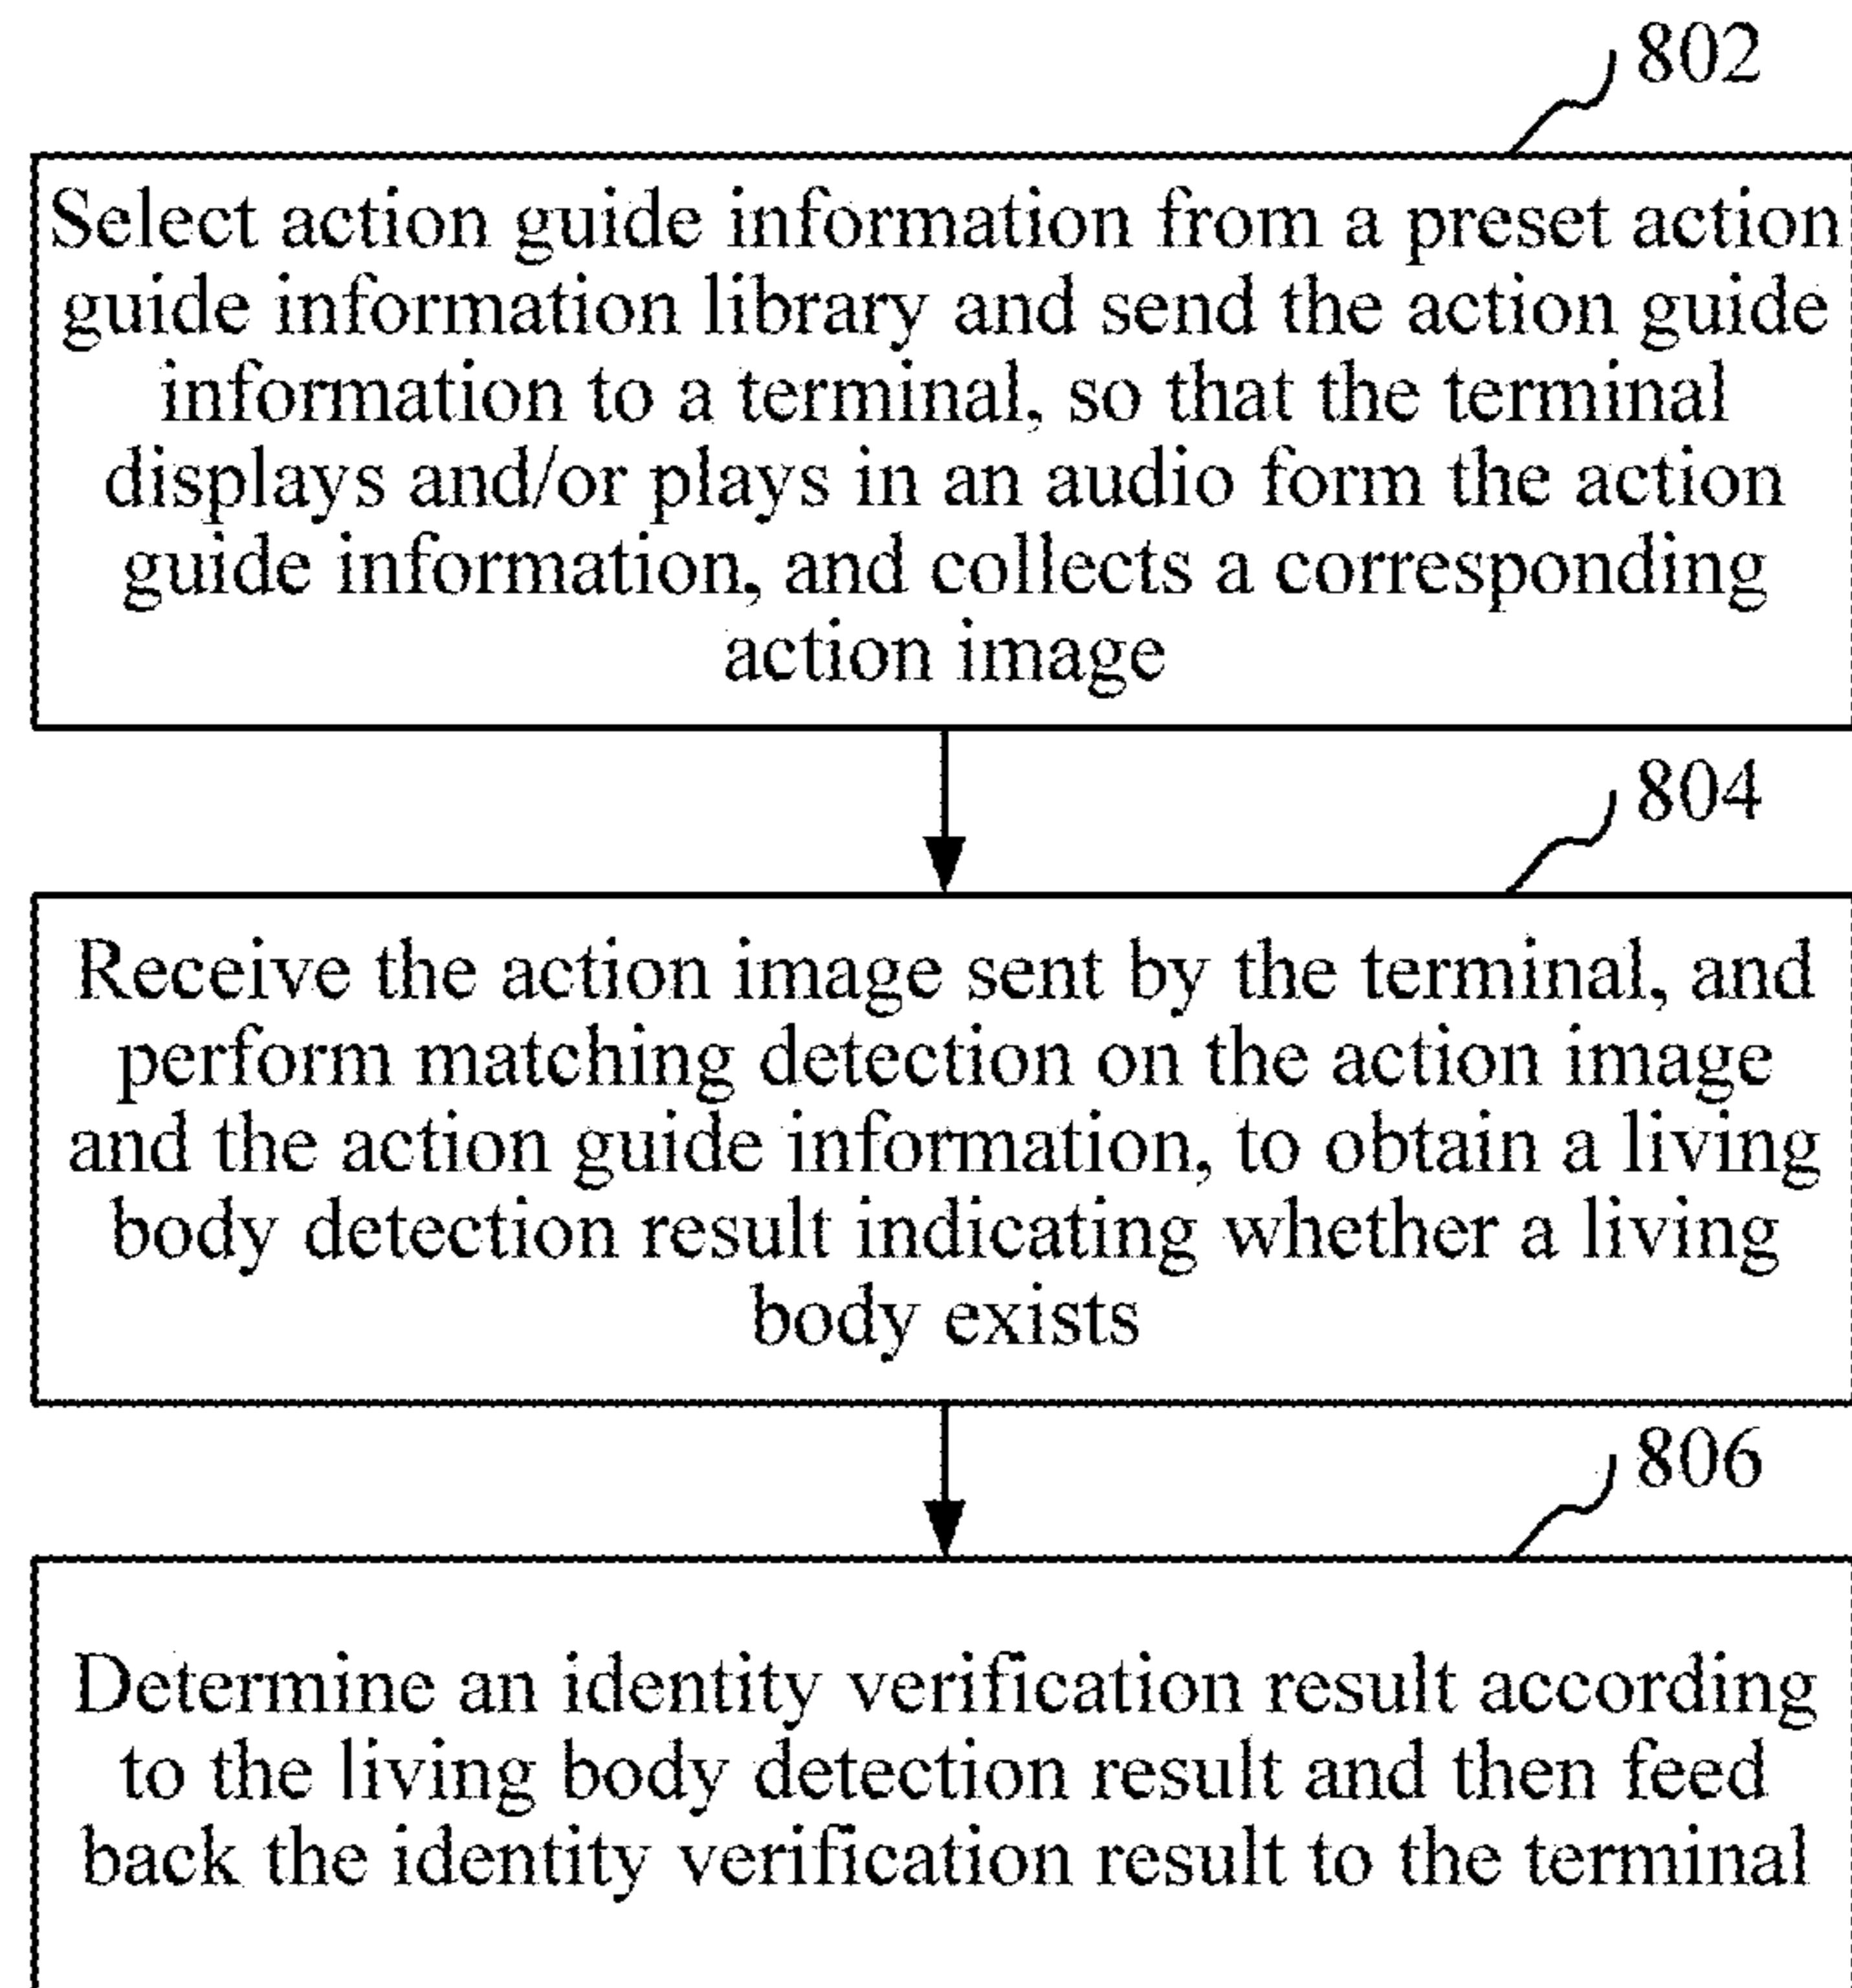 802
Select action guide information from a preset action
guide information library and send the action guide
information to a terminal, so that the terminal
displays and/or plays in an audio form the action
guide information, and collects a corresponding
action image
804
Receive the action image sent by the terminal, and
perform matching detection on the action image
and the action guide information, to obtain a living
body detection result indicating whether a living
body exists
806
Determine an identity verification result according
to the living body detection result and then feed
back the identity verification result to the terminal